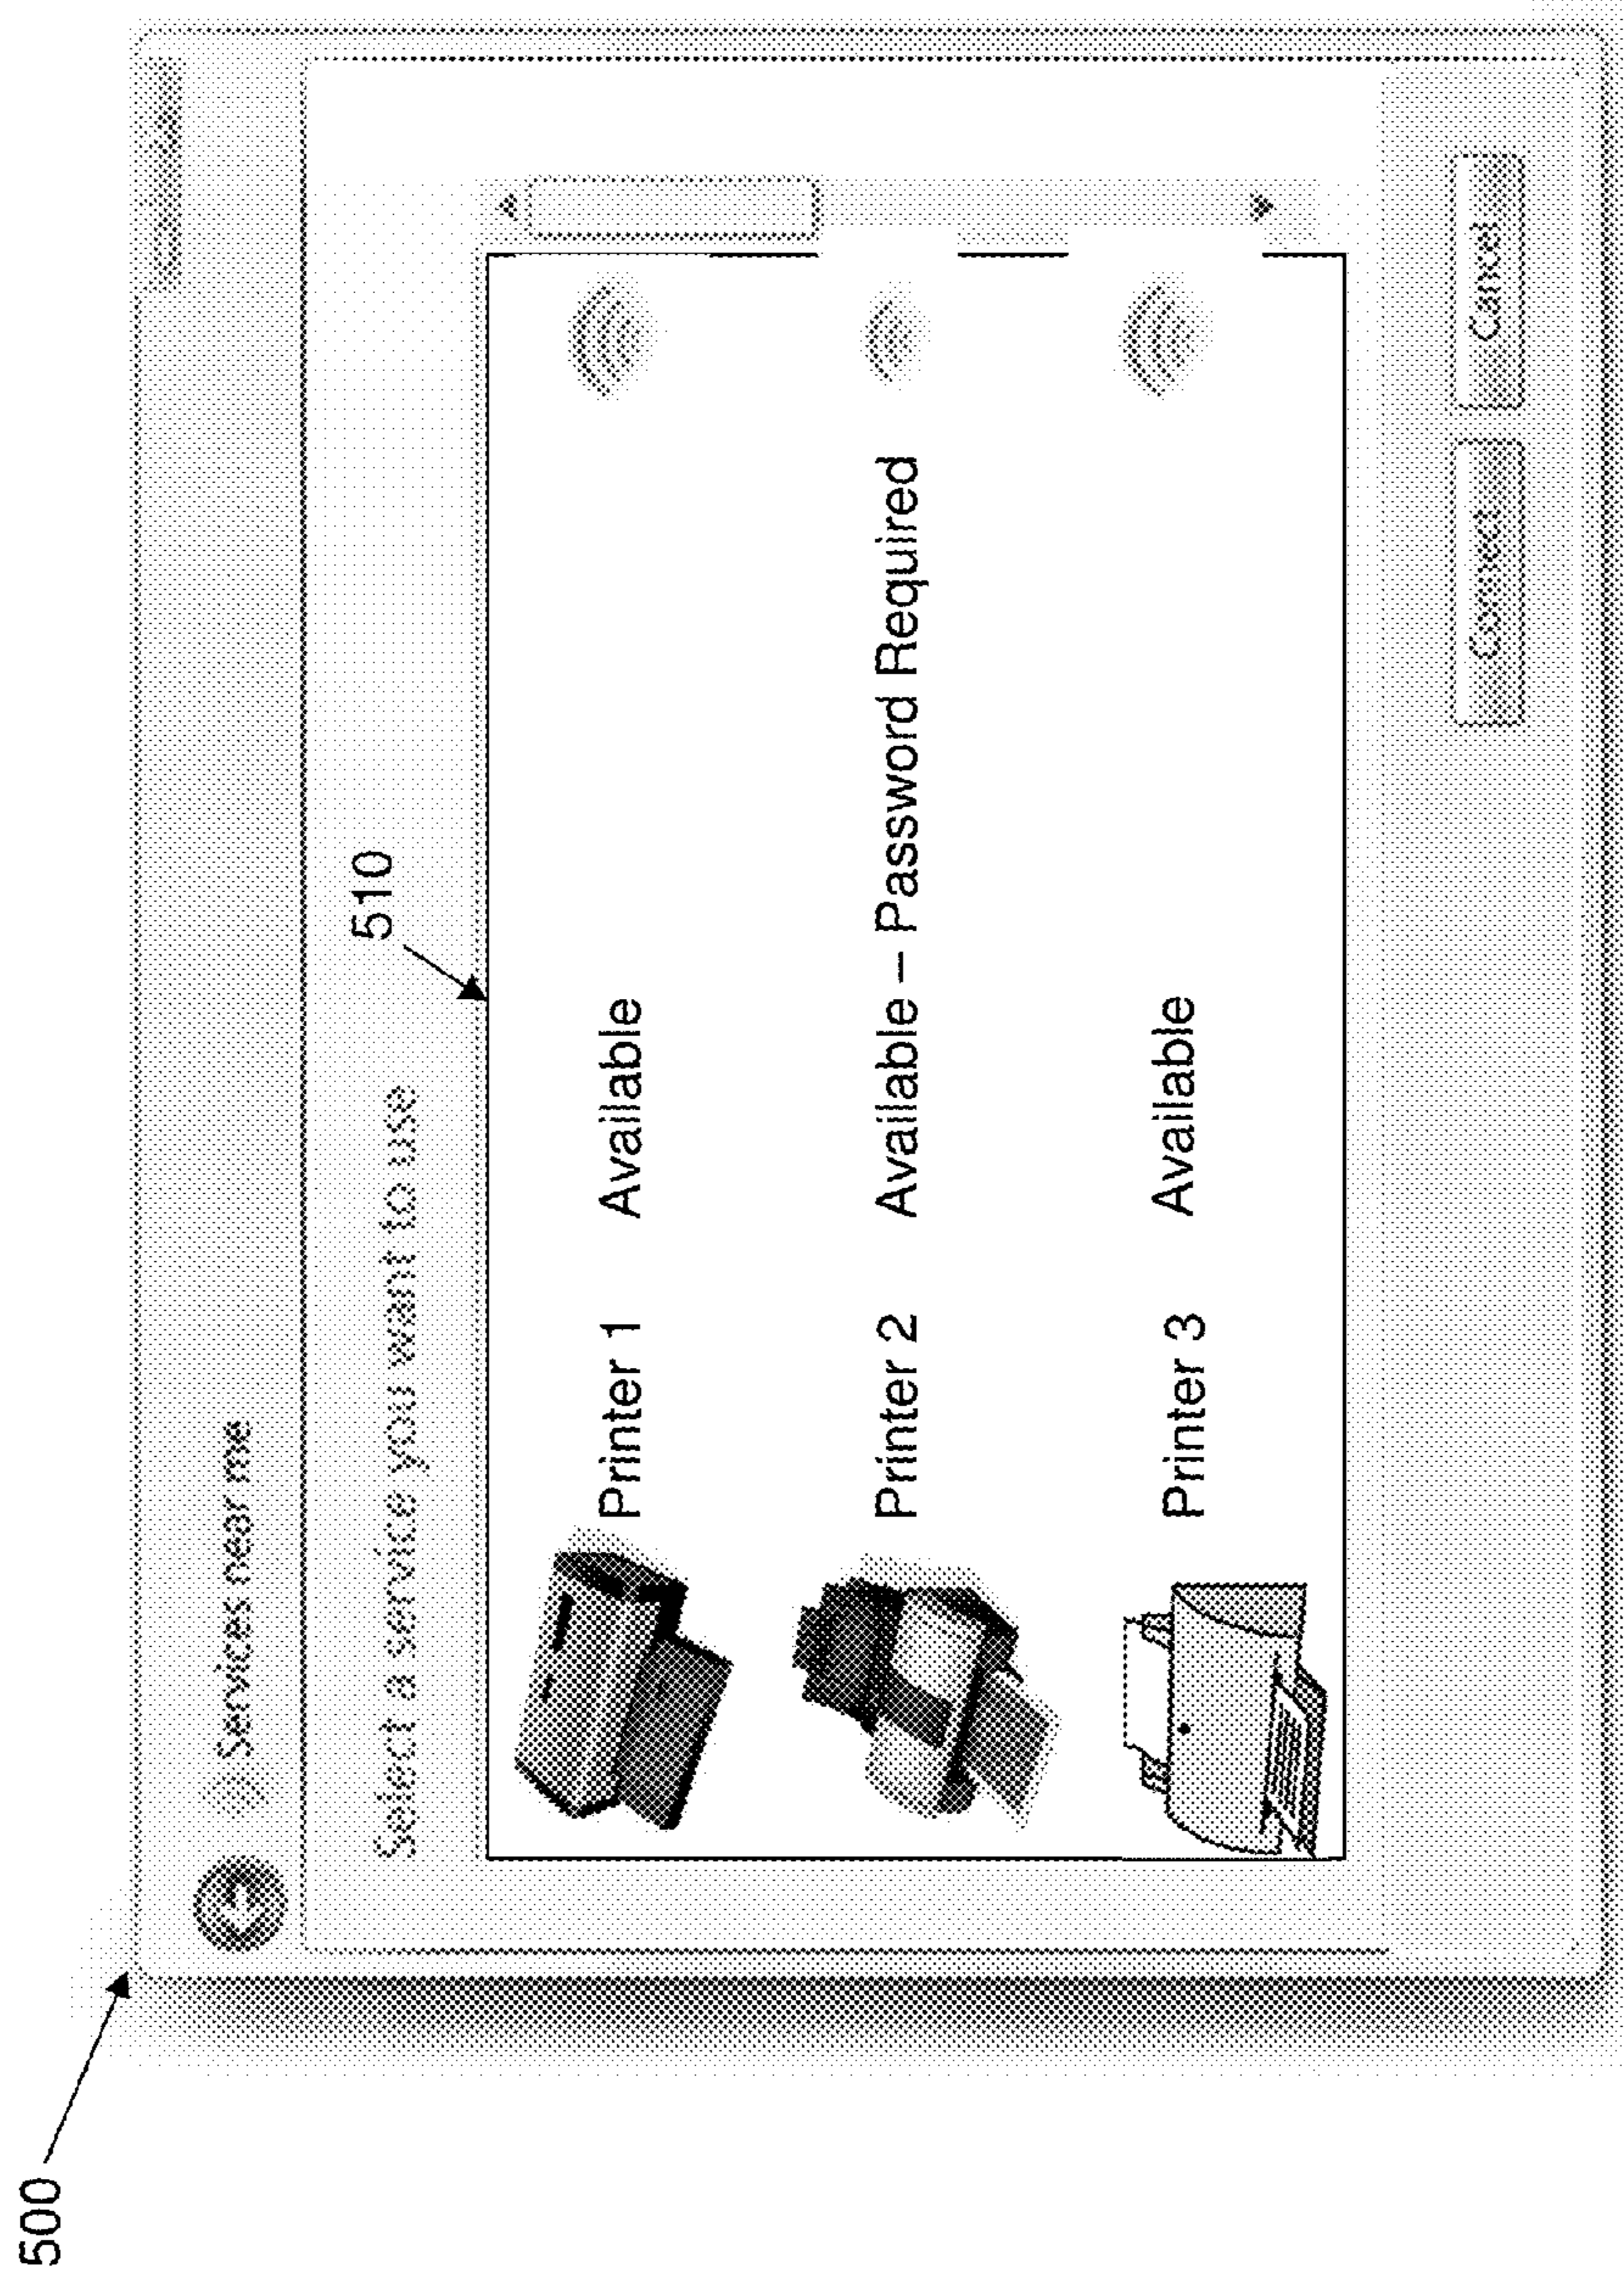 500
Services near me
Select a service you want to use
510
Printer 1 Available
Printer 2 Available – Password Required
Printer 3 Available
Connect Cancel